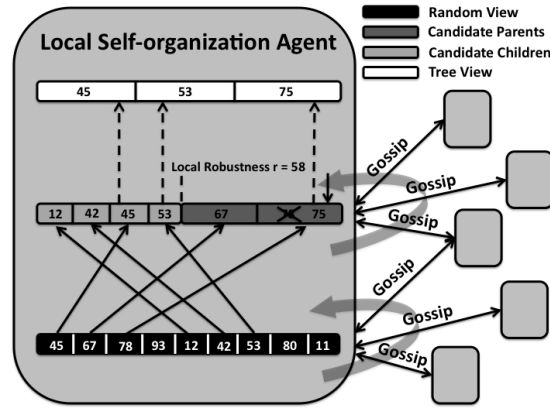 Random View
Candidate Parents
Candidate Children
Tree View
Local Self-organization Agent
45 53 75
Local Robustness r = 58
12 42 45 53 67 75
45 67 78 93 12 42 53 80 11
Gossip
Gossip
Gossip
Gossip
Gossip
Gossip